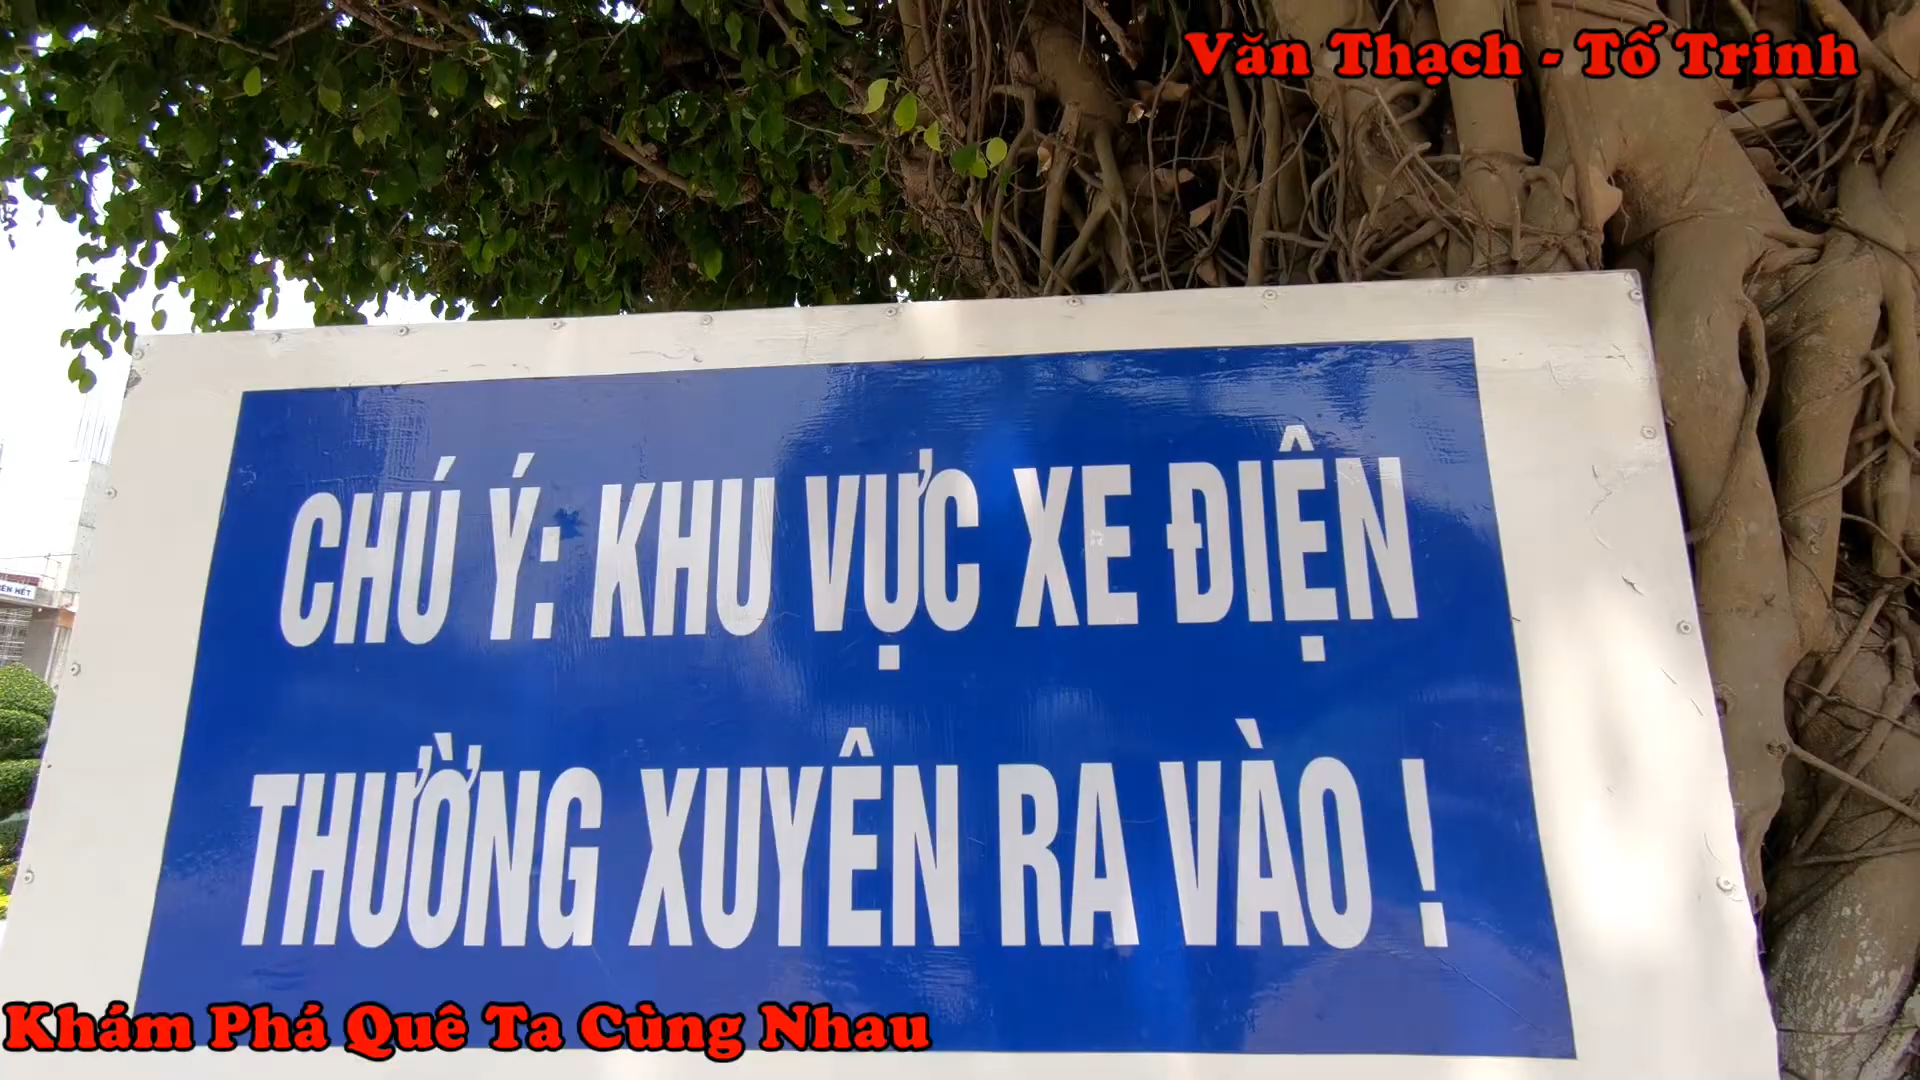 Văn Thạch - Tố Trinh
CHÚ Ý: KHU VỰC XE ĐIỆN
THƯỜNG XUYÊN RA VÀO !
Khám Phá Quê Ta Cùng Nhau